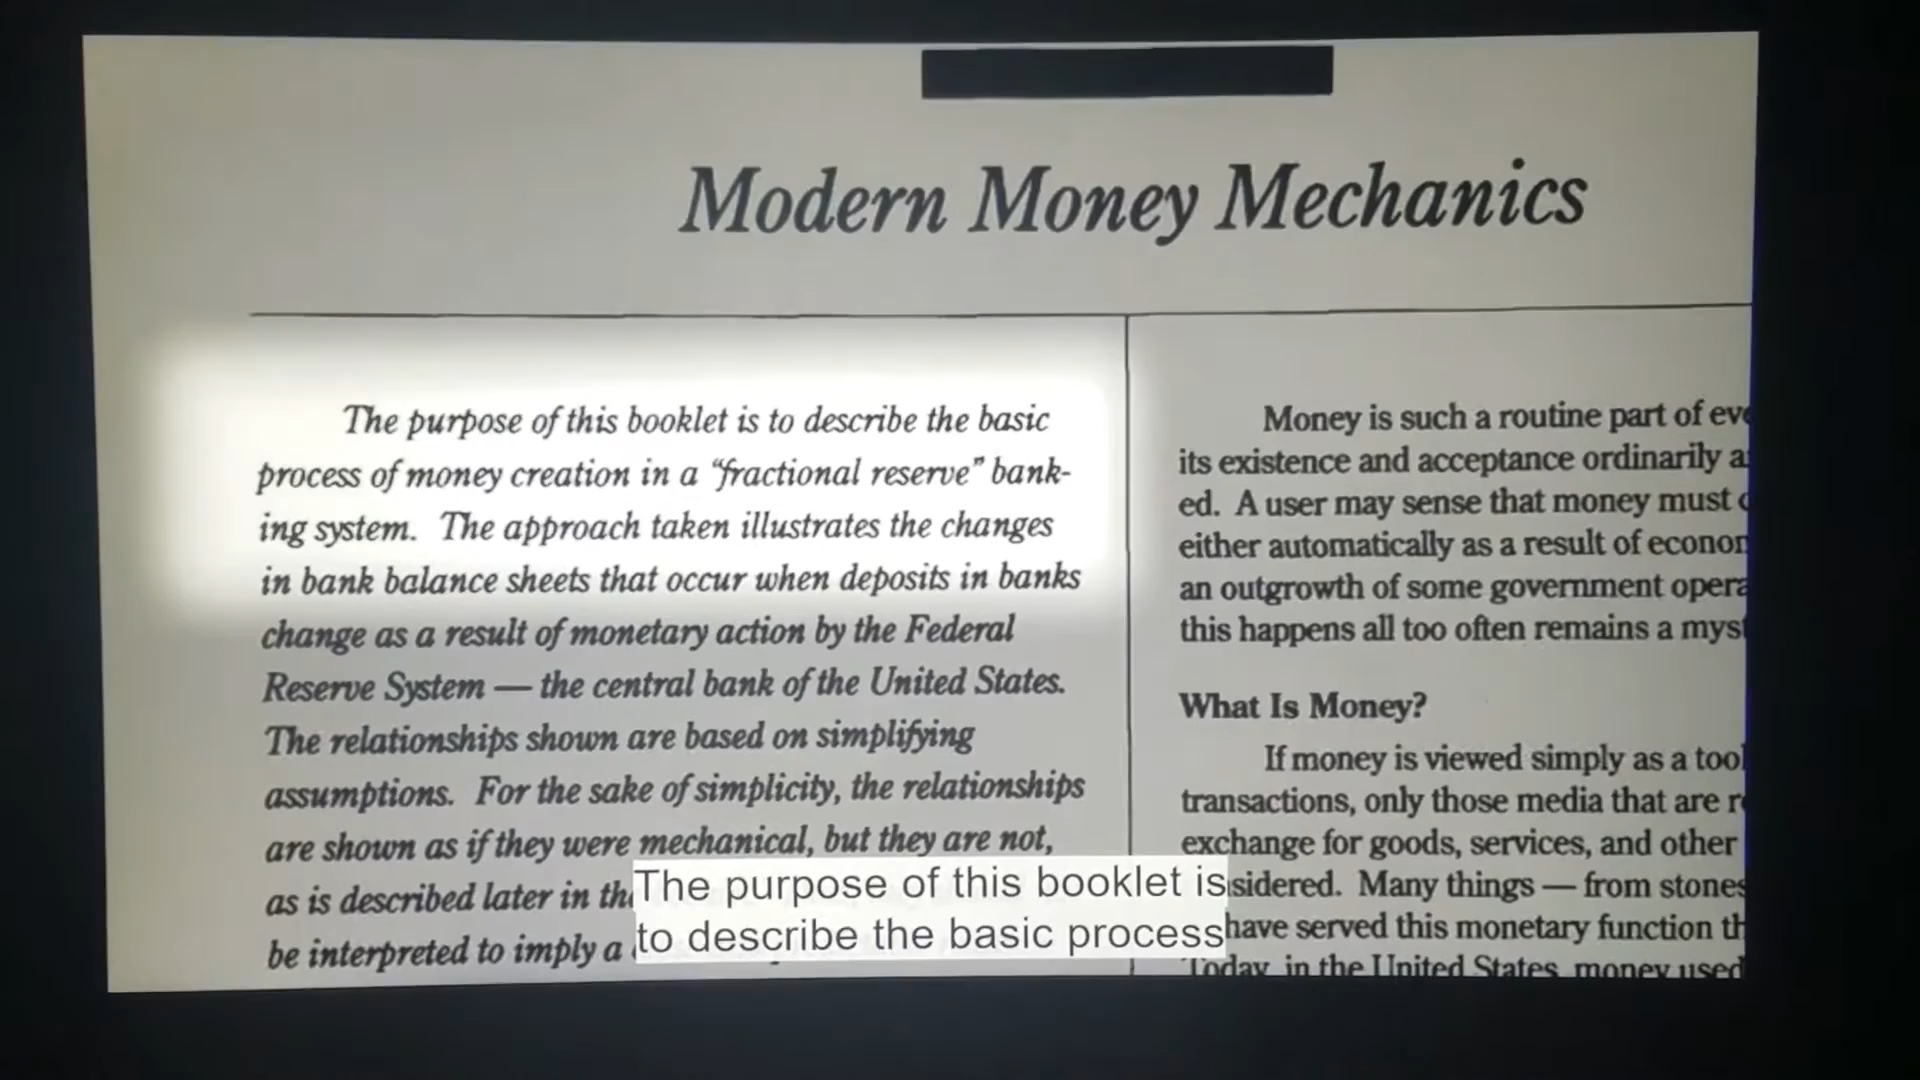 Modern Money Mechanics
The purpose of this booklet is to describe the basic
process of money creation in a “fractional reserve” bank-
ing system. The approach taken illustrates the changes
in bank balance sheets that occur when deposits in banks
change as a result of monetary action by the Federal
Reserve System — the central bank of the United States.
The relationships shown are based on simplifying
assumptions. For the sake of simplicity, the relationships
are shown as if they were mechanical, but they are not,
as is described later in
be interpreted to imply a
Money is such a routine part of
its existence and acceptance ordinarily
ed. A user may sense that money must
either automatically as a result of
an outgrowth of some government
this happens all too often remains a
What Is Money?
If money is viewed simply as a
transactions, only those media that are
exchange for goods, services, and other
Many things — from
have served this monetary function
Today, in the United States, money used
The purpose of this booklet is
to describe the basic process